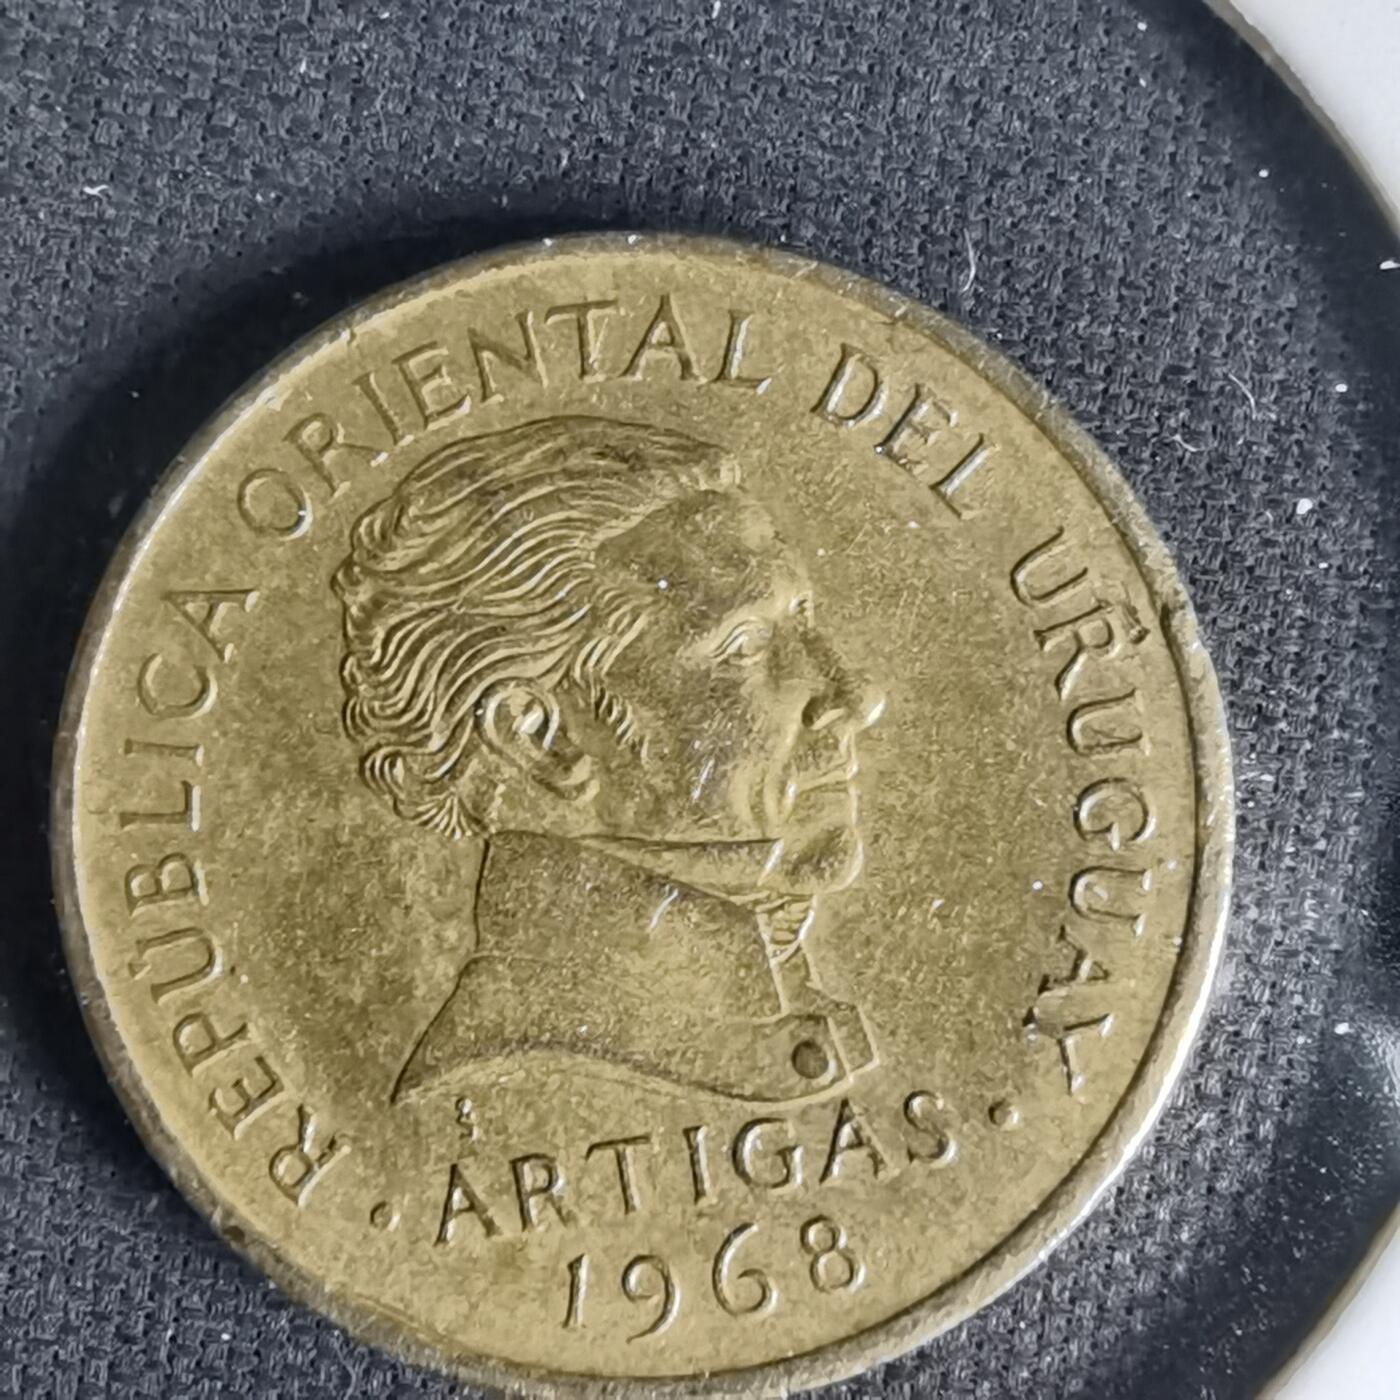 REPUBLICA ORIENTAL DEL URUGUAY
S
· ARTIGAS ·
1968